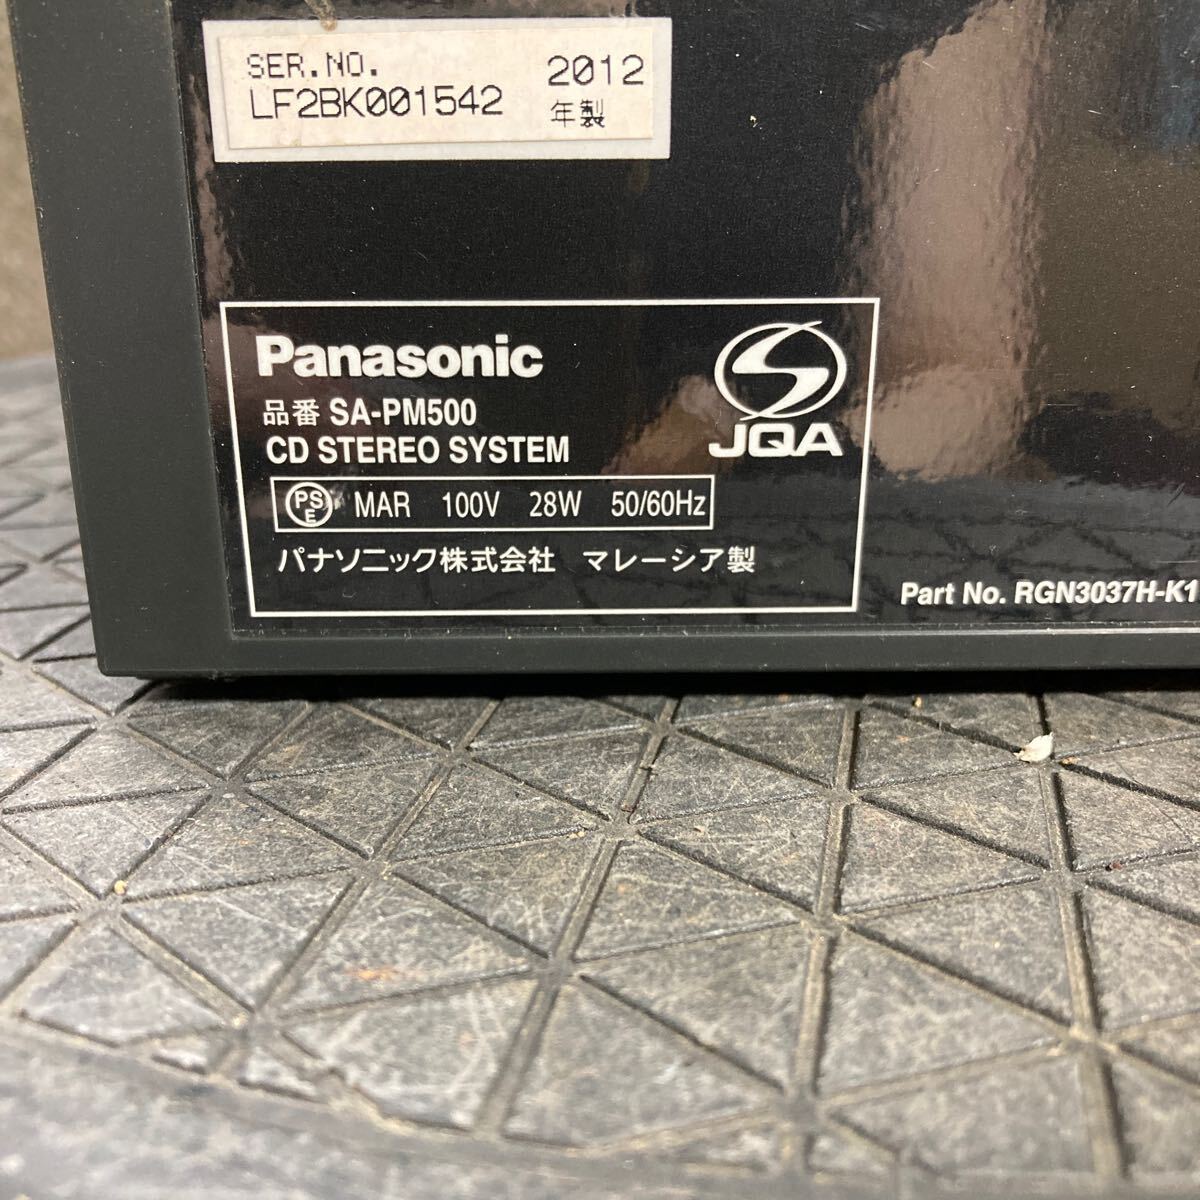 SER.NO.
LF2BK001542
2012
年製
Panasonic
品番 SA-PM500
CD STEREO SYSTEM
JQA
PSE MAR 100V 28W 50/60Hz
パナソニック株式会社 マレーシア製
Part No. RGN3037H-K1